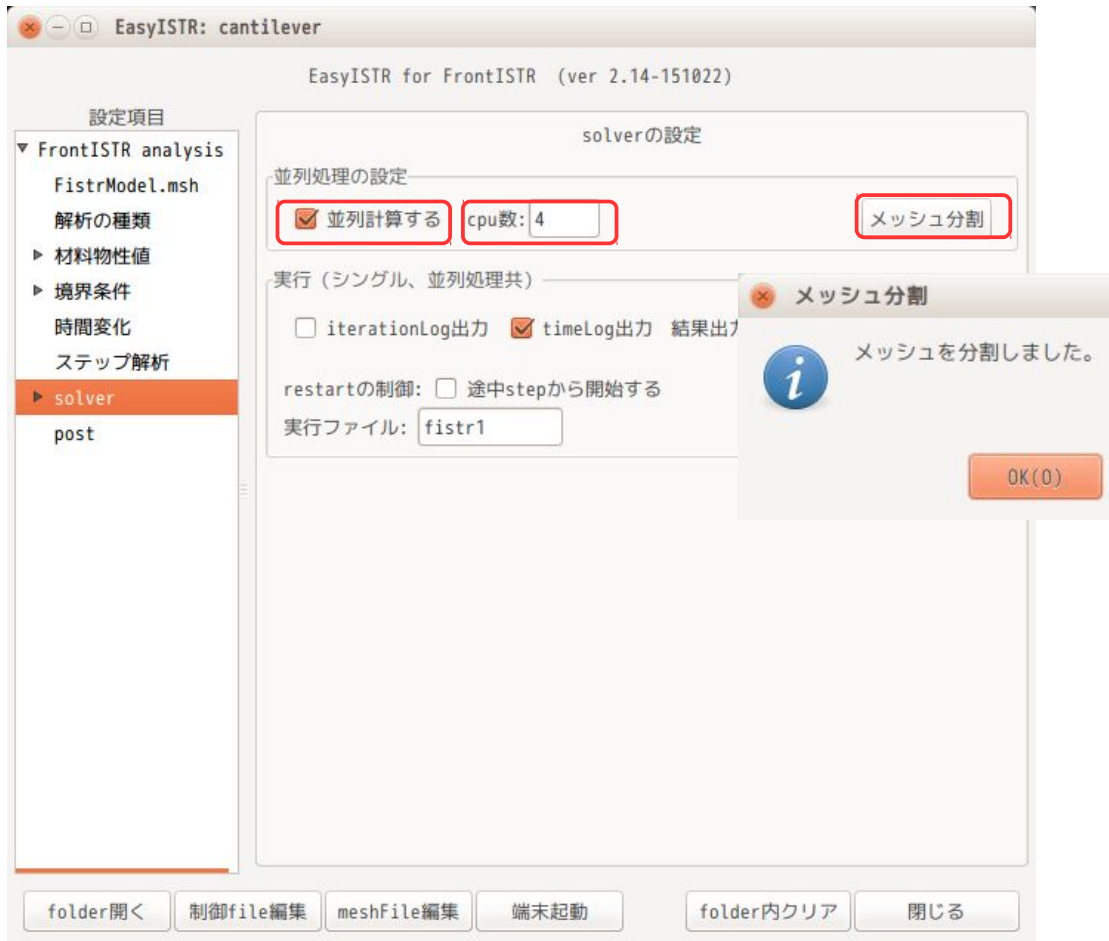 EasyISTR: cantilever
EasyISTR for FrontISTR (ver 2.14-151022)
設定項目
FrontISTR analysis
FistrModel.msh
解析の種類
材料物性値
境界条件
時間変化
ステップ解析
solver
post
solverの設定
並列処理の設定
並列計算する cpu数: 4 メッシュ分割
実行 (シングル、並列処理共)
iterationLog出力 timeLog出力 結果出力
restartの制御: 途中stepから開始する
実行ファイル: fistr1
メッシュ分割
メッシュを分割しました。
OK(O)
folder開く 制御file編集 meshFile編集 端末起動 folder内クリア 閉じる